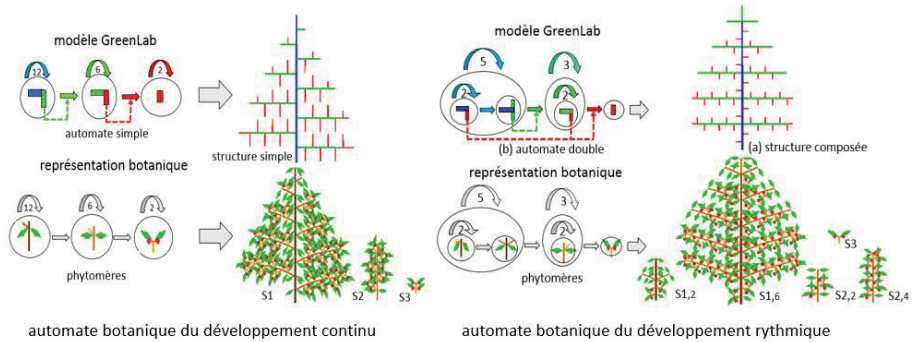 modèle GreenLab
12
6
2
automate simple
structure simple
représentation botanique
12
6
2
phytomères
S1
S2
S3
automate botanique du développement continu
modèle GreenLab
5
3
2
2
(b) automate double
(a) structure composée
représentation botanique
5
3
2
2
phytomères
S1,2
S1,6
S3
S2,2
S2,4
automate botanique du développement rythmique